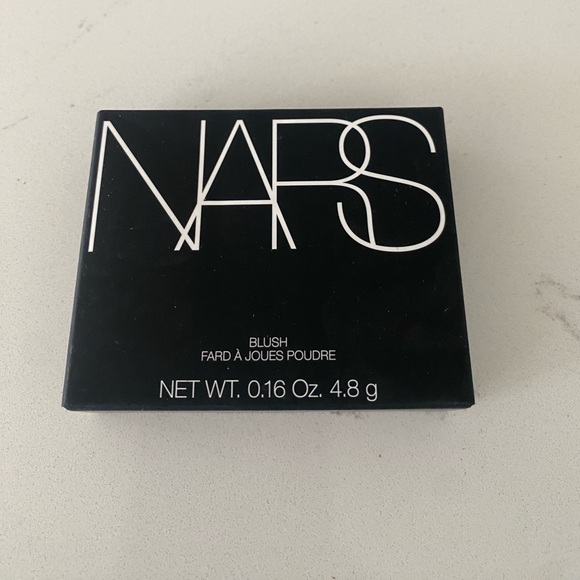 NARS
BLUSH
FARD À JOUES POUDRE
NET WT. 0.16 Oz. 4.8 g